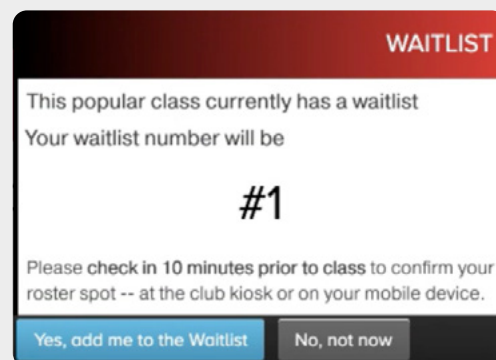 WAITLIST
This popular class currently has a waitlist
Your waitlist number will be
#1
Please check in 10 minutes prior to class to confirm your
roster spot -- at the club kiosk or on your mobile device.
Yes, add me to the Waitlist
No, not now